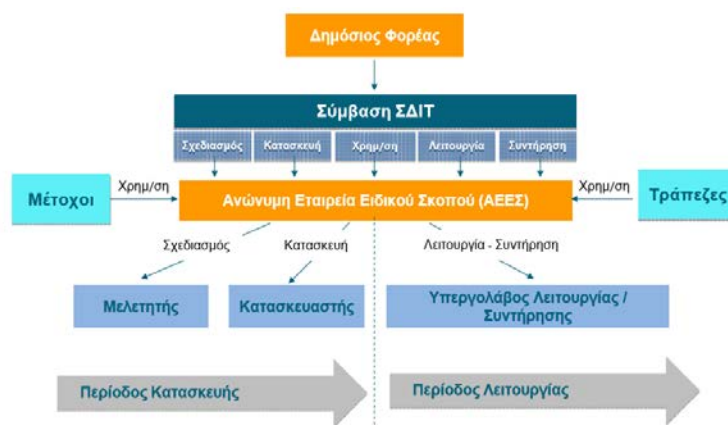 Δημόσιος Φορέας
Σύμβαση ΣΔΙΤ
Σχεδιασμός Κατασκευή Χρημ/ση Λειτουργία Συντήρηση
Μέτοχοι Χρημ/ση Ανώνυμη Εταιρεία Ειδικού Σκοπού (ΑΕΕΣ) Χρημ/ση Τράπεζες
Σχεδιασμός Κατασκευή Λειτουργία - Συντήρηση
Μελετητής Κατασκευαστής Υπεργολάβος Λειτουργίας /
Συντήρησης
Περίοδος Κατασκευής Περίοδος Λειτουργίας